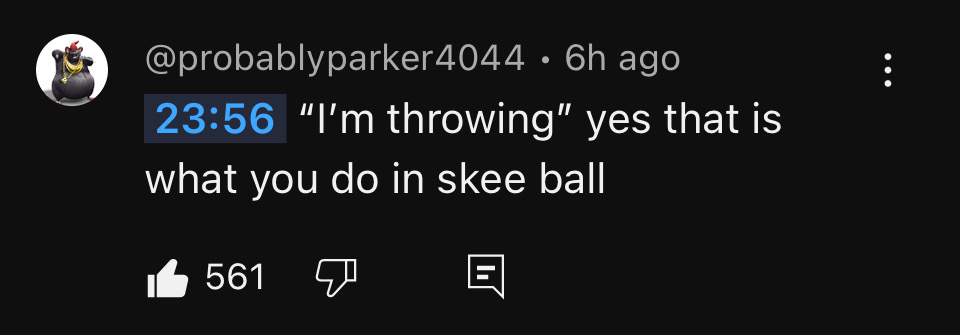 @probablyparker4044 • 6h ago
23:56 “I’m throwing” yes that is
what you do in skee ball
561